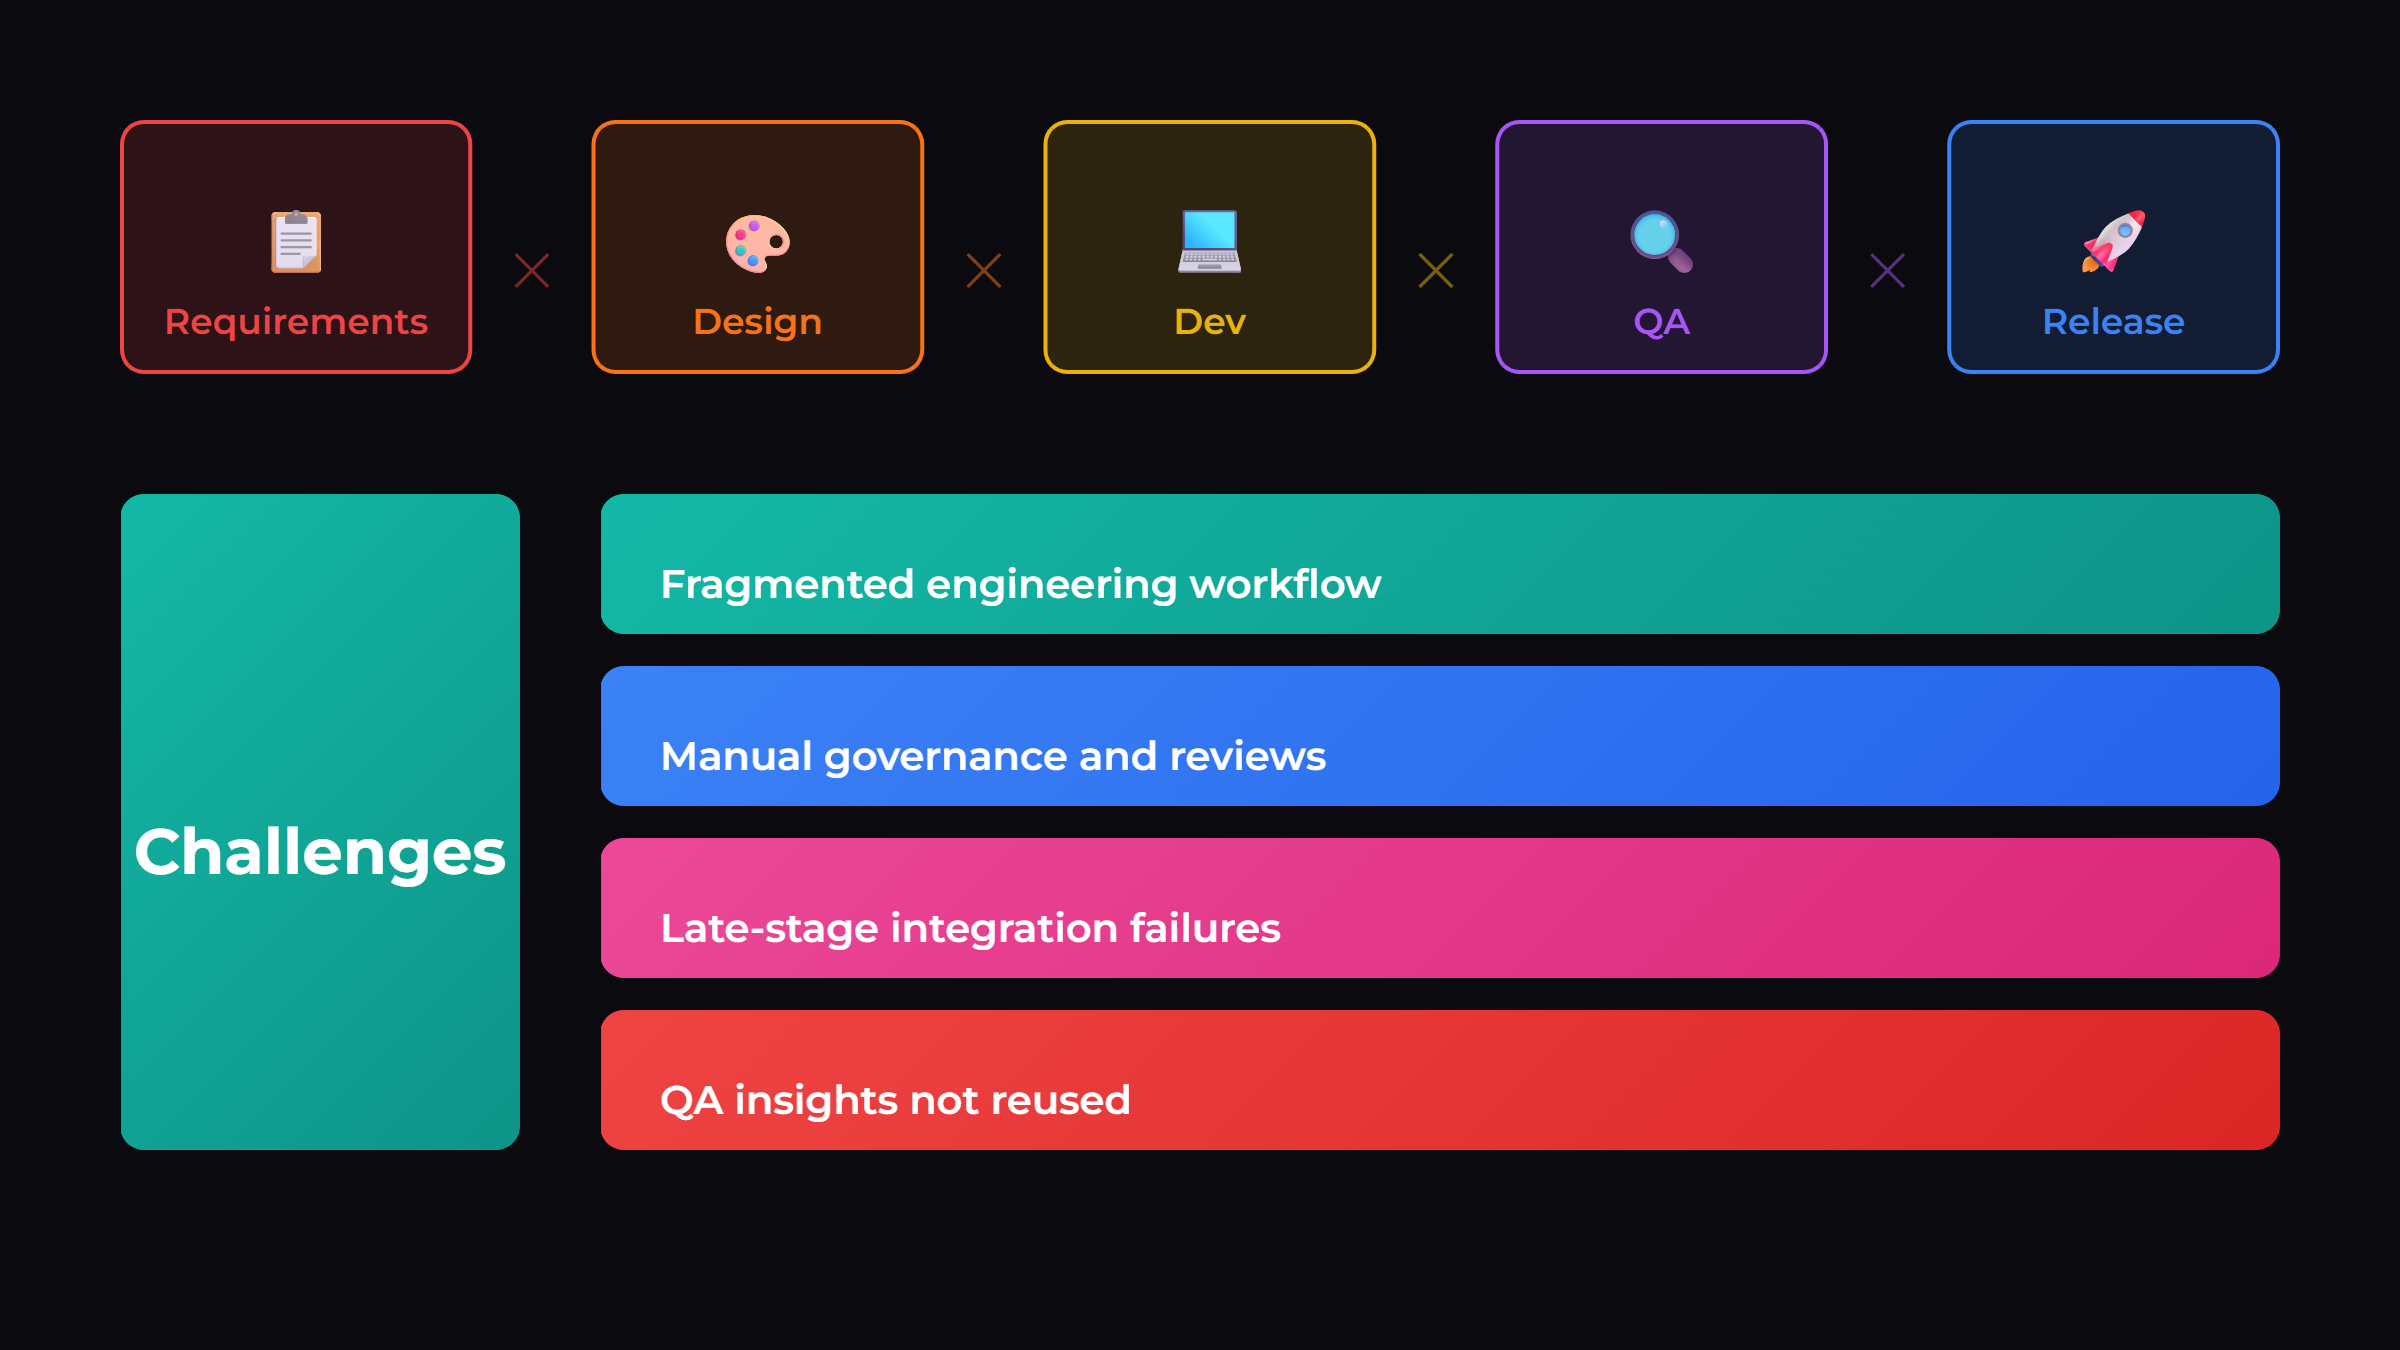 Requirements
Design
Dev
QA
Release
Challenges
Fragmented engineering workflow
Manual governance and reviews
Late-stage integration failures
QA insights not reused